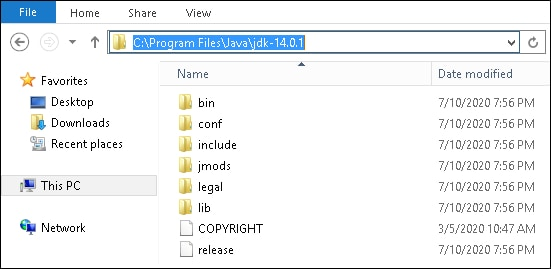 File Home Share View
C:\Program Files\Java\jdk-14.0.1
Favorites
Desktop
Downloads
Recent places
This PC
Network
Name Date modified
bin 7/10/2020 7:56 PM
conf 7/10/2020 7:56 PM
include 7/10/2020 7:56 PM
jmods 7/10/2020 7:56 PM
legal 7/10/2020 7:56 PM
lib 7/10/2020 7:56 PM
COPYRIGHT 3/5/2020 10:47 AM
release 7/10/2020 7:56 PM